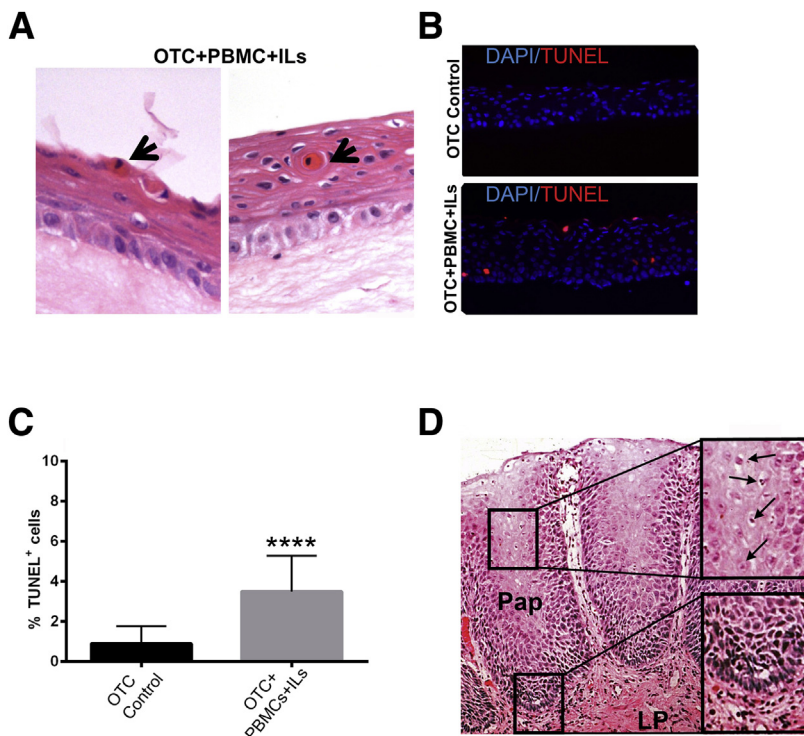 A
OTC+PBMC+ILs
B
OTC Control
DAPI/TUNEL
OTC+PBMC+ILs
DAPI/TUNEL
C
% TUNEL⁺ cells
10
8
6
4
2
0
****
OTC
Control
OTC+
PBMCs+ILs
D
Pap
LP